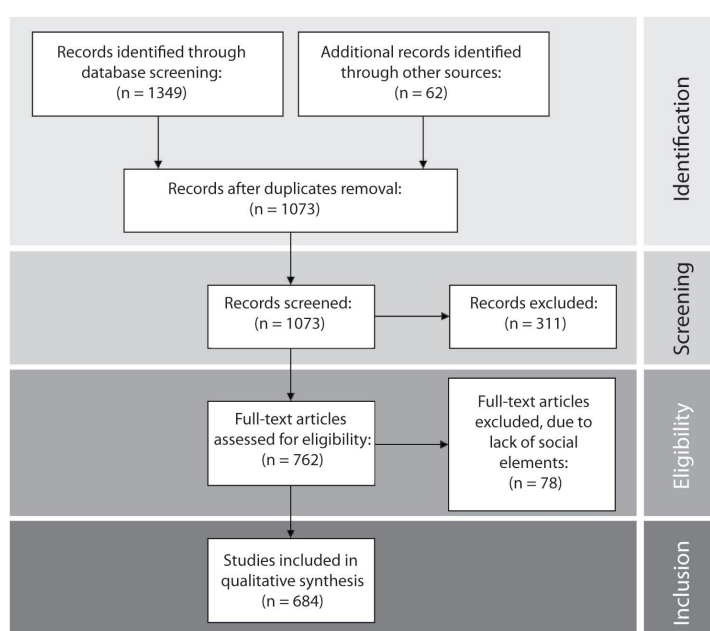 Records identified through
database screening:
(n = 1349)
Additional records identified
through other sources:
(n = 62)
Records after duplicates removal:
(n = 1073)
Identification
Records screened:
(n = 1073)
Records excluded:
(n = 311)
Screening
Full-text articles
assessed for eligibility:
(n = 762)
Full-text articles
excluded, due to
lack of social
elements:
(n = 78)
Eligibility
Studies included in
qualitative synthesis
(n = 684)
Inclusion